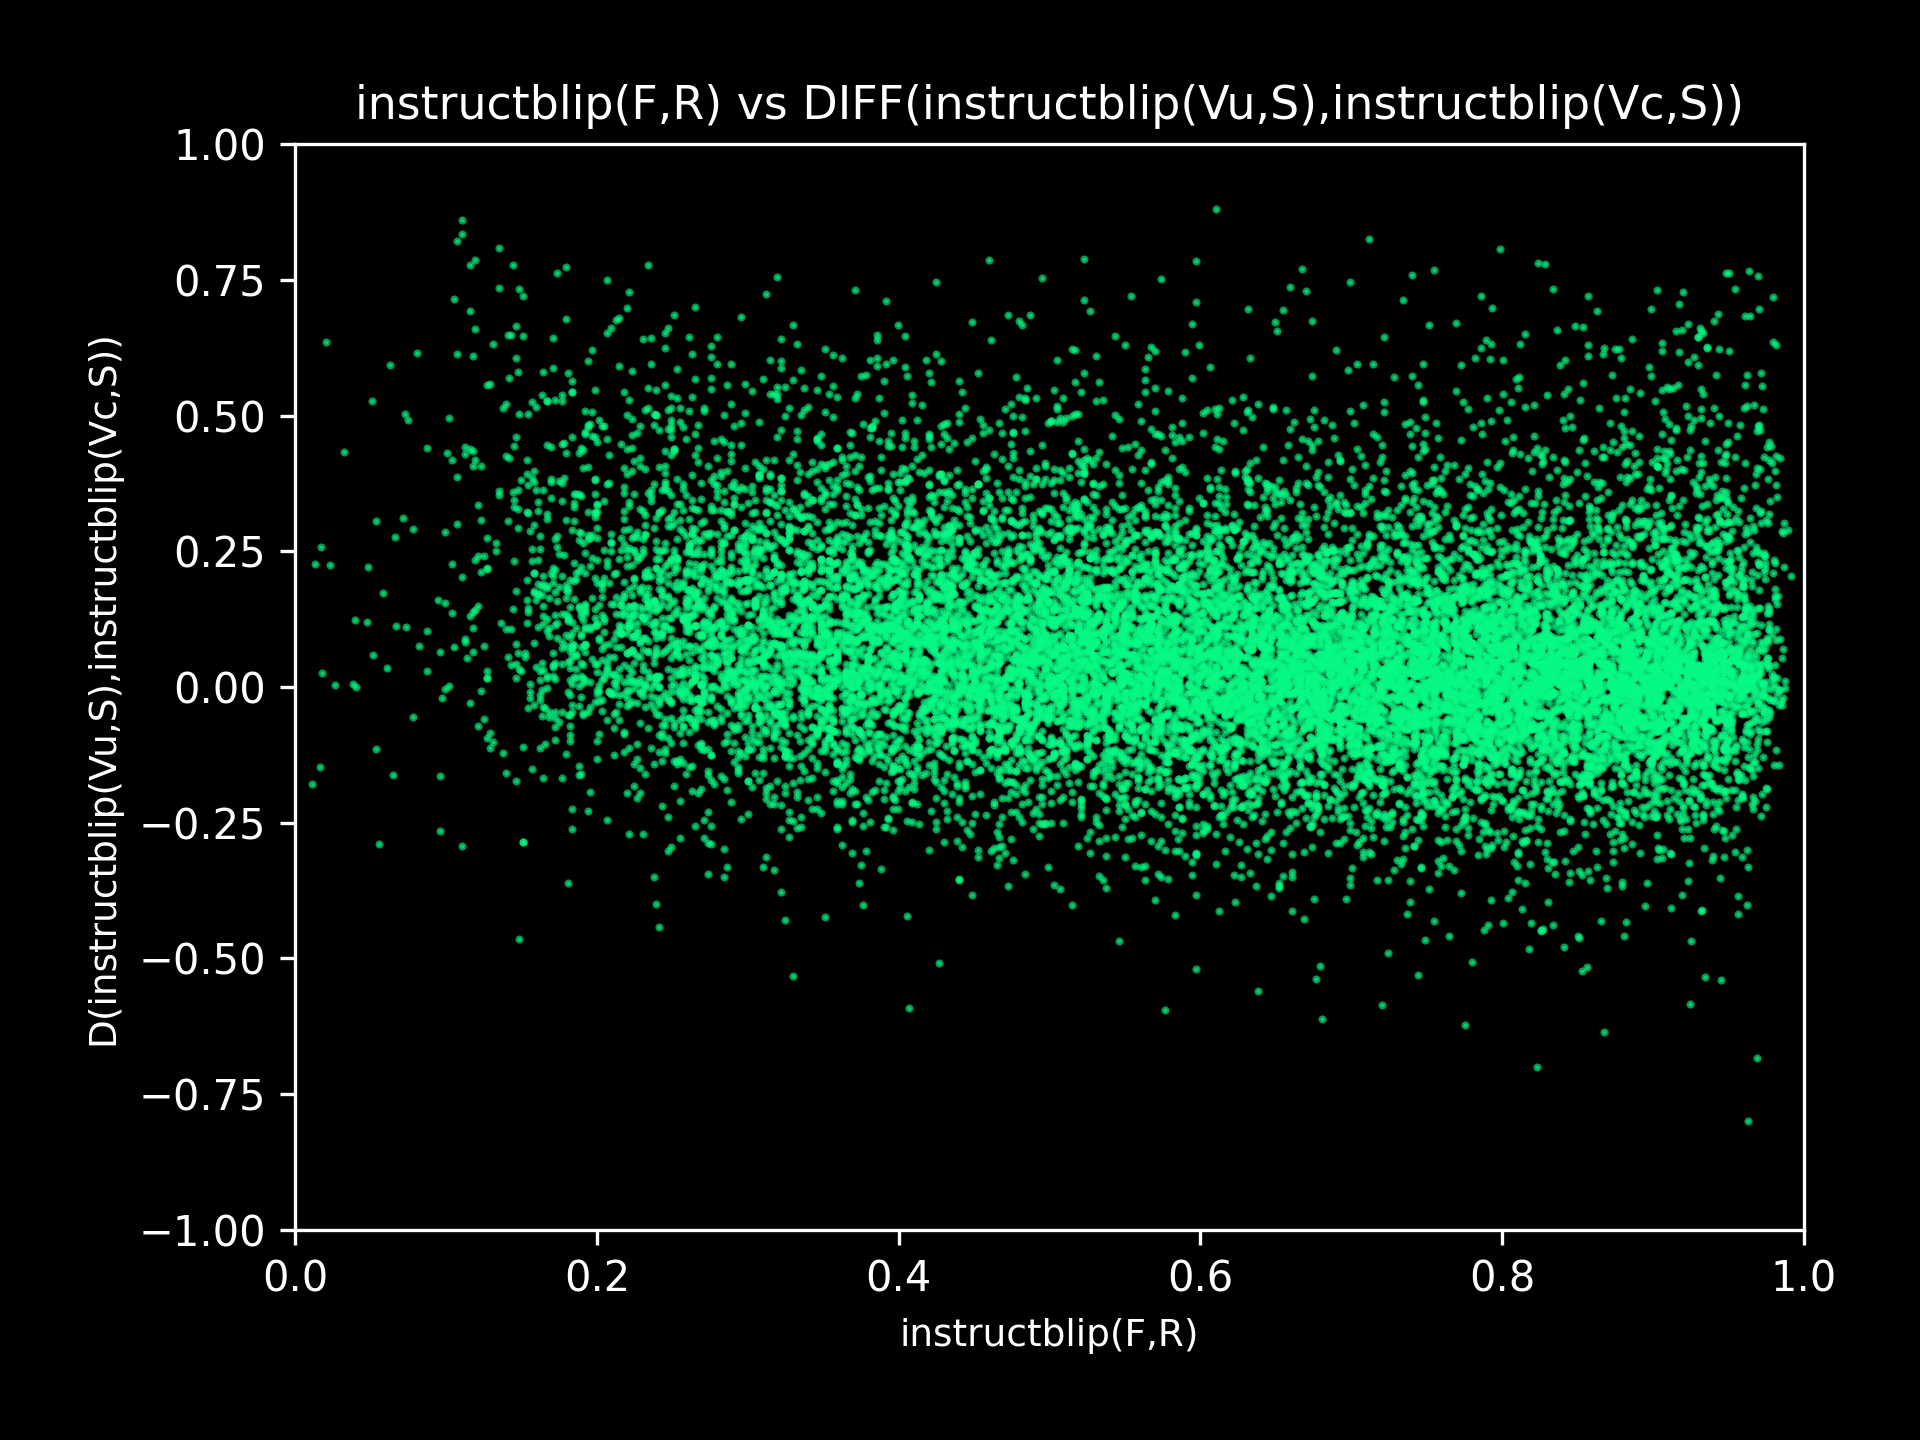 instructblip(F,R) vs DIFF(instructblip(Vu,S),instructblip(Vc,S))
D(instructblip(Vu,S),instructblip(Vc,S))
1.00
0.75
0.50
0.25
0.00
−0.25
−0.50
−0.75
−1.00
0.0 0.2 0.4 0.6 0.8 1.0
instructblip(F,R)